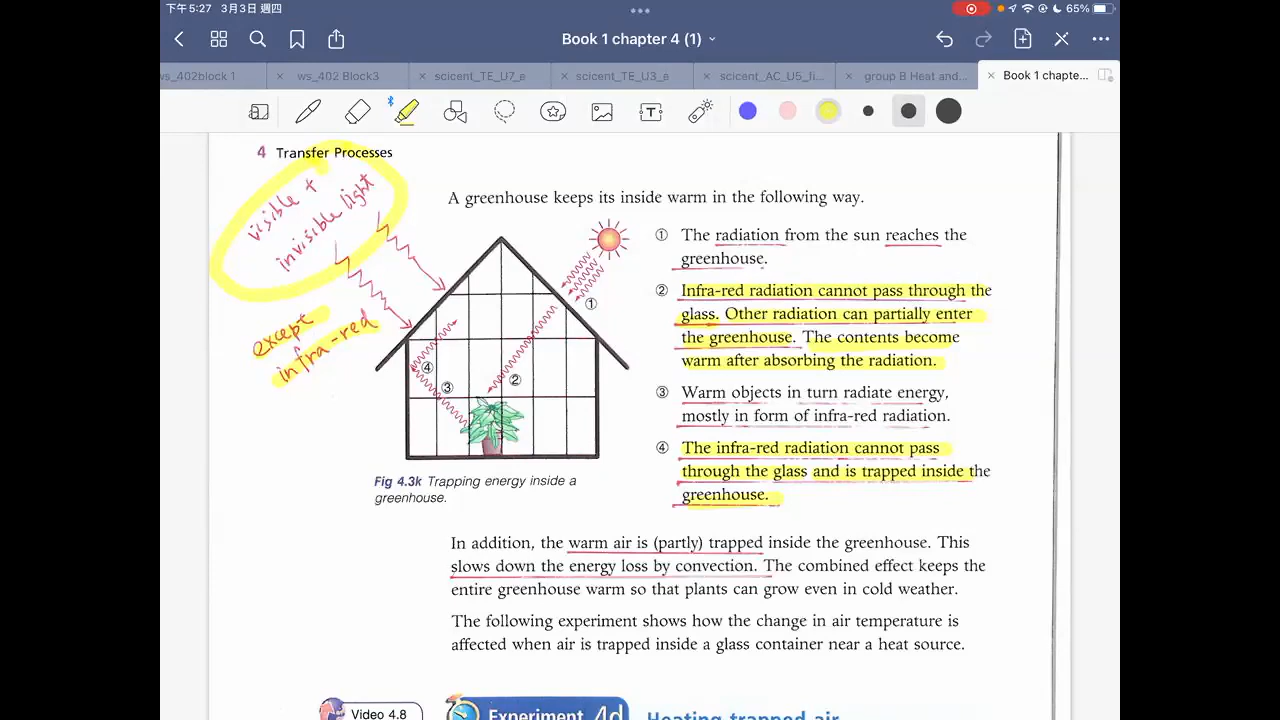 下午 5:27 3月3日 週四
65%
Book 1 chapter 4 (1)
ws_402block 1
ws_402 Block3
scicent_TE_U7_e
scicent_TE_U3_e
scicent_AC_U5_fi...
group B Heat and...
Book 1 chapte...
4 Transfer Processes
visible +
invisible light
except
infra-red
A greenhouse keeps its inside warm in the following way.
① The radiation from the sun reaches the
greenhouse.
② Infra-red radiation cannot pass through the
glass. Other radiation can partially enter
the greenhouse. The contents become
warm after absorbing the radiation.
③ Warm objects in turn radiate energy,
mostly in form of infra-red radiation.
④ The infra-red radiation cannot pass
through the glass and is trapped inside the
greenhouse.
①
②
③
④
Fig 4.3k Trapping energy inside a
greenhouse.
In addition, the warm air is (partly) trapped inside the greenhouse. This
slows down the energy loss by convection. The combined effect keeps the
entire greenhouse warm so that plants can grow even in cold weather.
The following experiment shows how the change in air temperature is
affected when air is trapped inside a glass container near a heat source.
Video 4.8
Experiment 4d
Heating trapped air